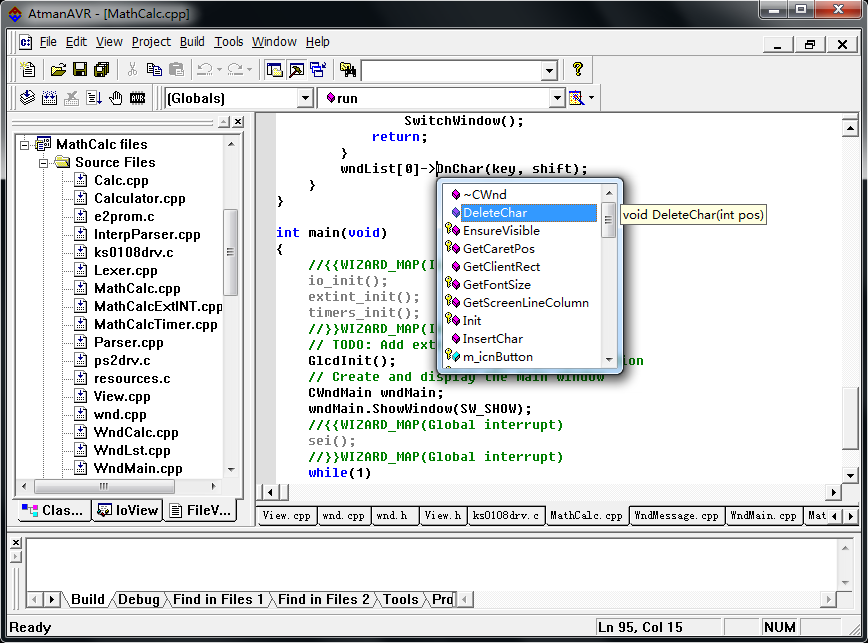 AtmanAVR - [MathCalc.cpp]
File Edit View Project Build Tools Window Help
[Globals] run
MathCalc files
Source Files
Calc.cpp
Calculator.cpp
e2prom.c
InterpParser.cpp
ks0108drv.c
Lexer.cpp
MathCalc.cpp
MathCalcExtINT.cpp
MathCalcTimer.cpp
Parser.cpp
ps2drv.c
resources.c
View.cpp
wnd.cpp
WndCalc.cpp
WndLst.cpp
WndMain.cpp
Clas... IoView FileV...
SwitchWindow();
return;
}
wndList[0]->OnChar(key, shift);
}
}
int main(void)
{
//{{WIZARD_MAP(I
io_init();
extint_init();
timers_init();
//}}WIZARD_MAP(I
// TODO: Add ext
GlcdInit();
// Create and display the main window
CWndMain wndMain;
wndMain.ShowWindow(SW_SHOW);
//{{WIZARD_MAP(Global interrupt)
sei();
//}}WIZARD_MAP(Global interrupt)
while(1)
~CWnd
DeleteChar
EnsureVisible
GetCaretPos
GetClientRect
GetFontSize
GetScreenLineColumn
Init
InsertChar
m_icnButton
void DeleteChar(int pos)
View.cpp wnd.cpp wnd.h View.h ks0108drv.c MathCalc.cpp WndMessage.cpp WndMain.cpp Mat
Build Debug Find in Files 1 Find in Files 2 Tools Pro
Ready Ln 95, Col 15 NUM